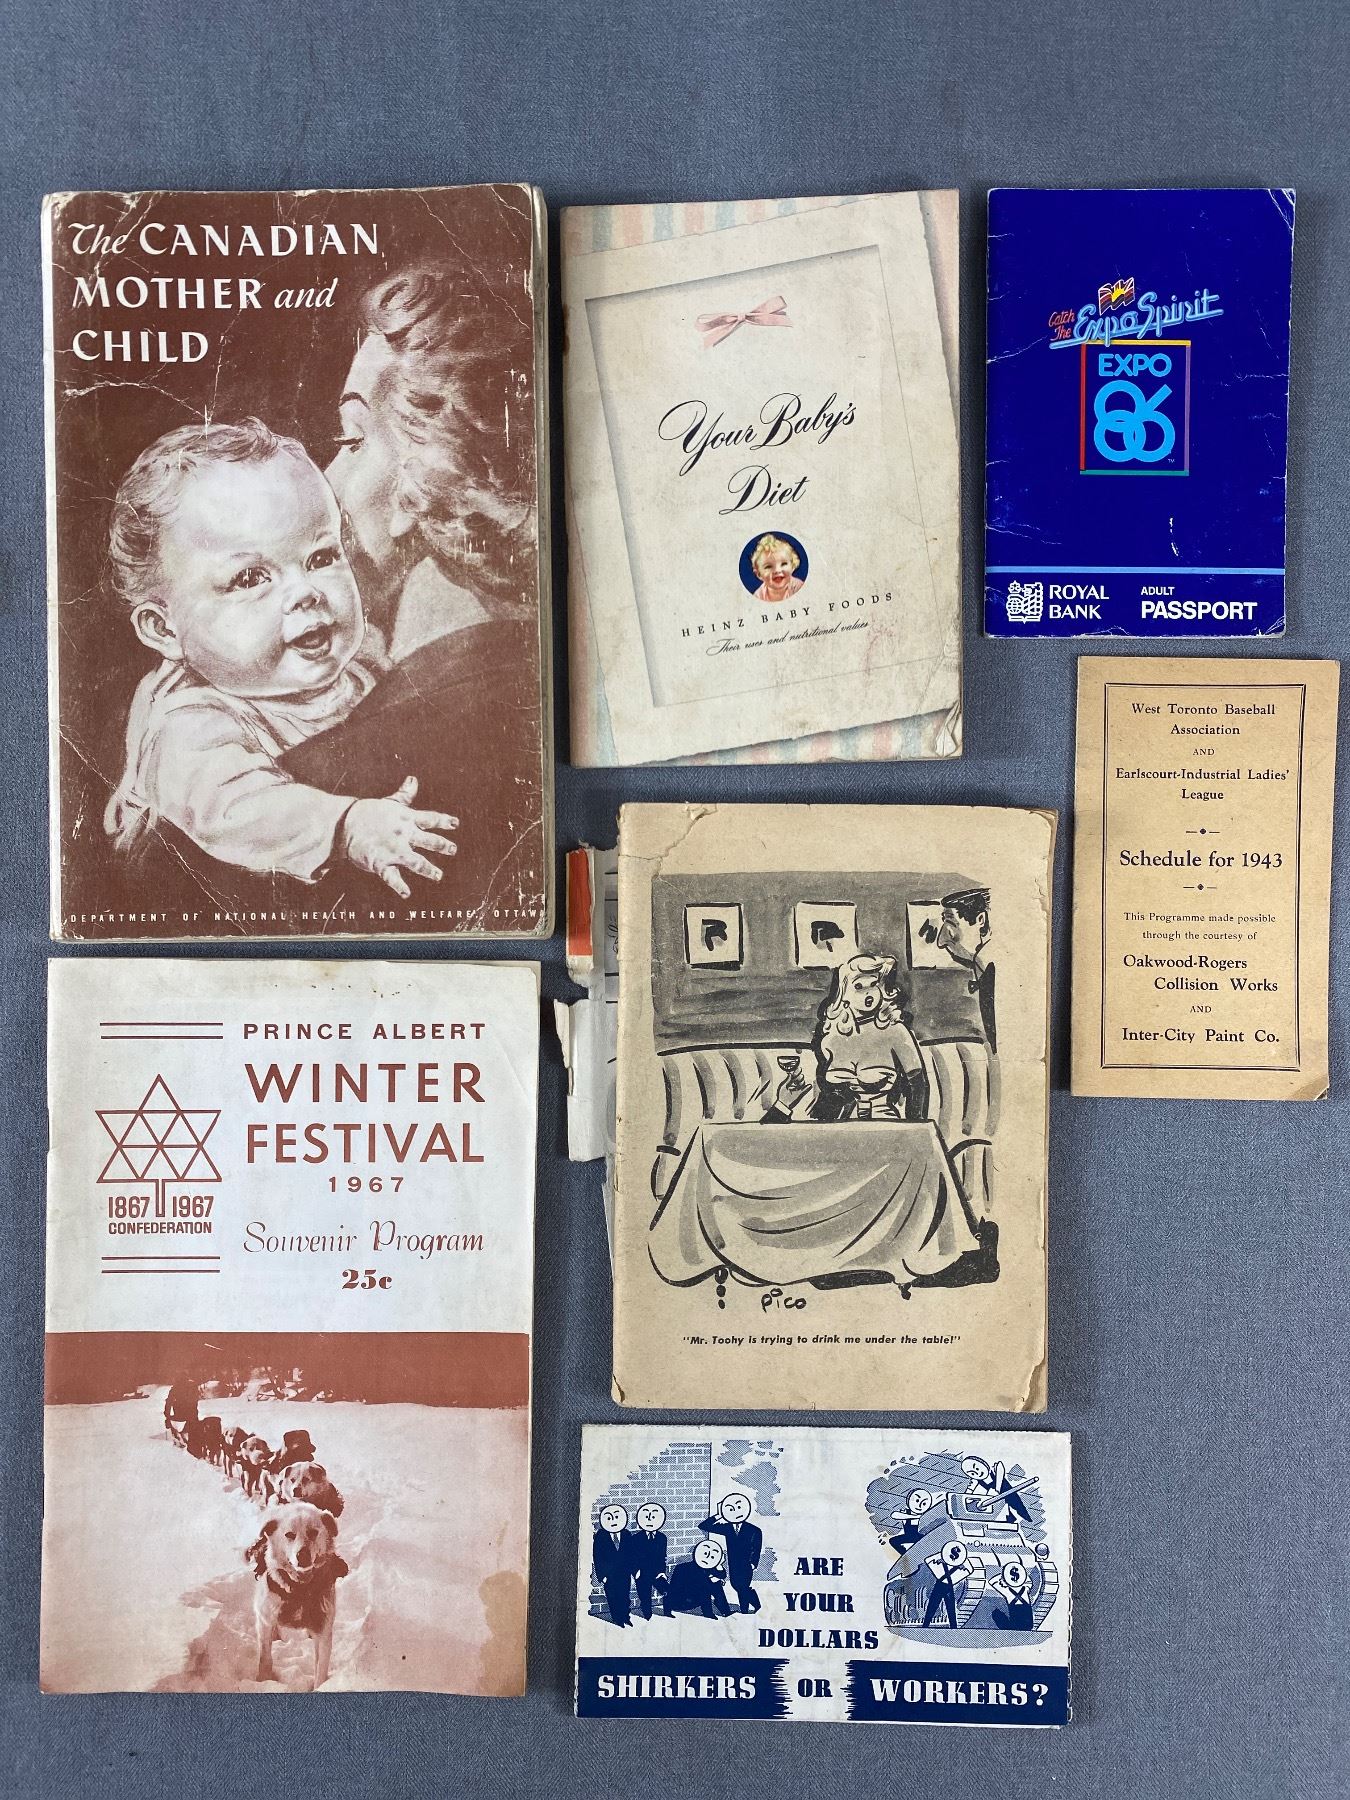 The CANADIAN
MOTHER and
CHILD
DEPARTMENT OF NATIONAL HEALTH AND WELFARE, OTTAWA
Your Baby's
Diet
HEINZ BABY FOODS
Their uses and nutritional values
Catch
The Expo Spirit
EXPO
86
TM
ROYAL
BANK
ADULT
PASSPORT
West Toronto Baseball
Association
AND
Earlscourt-Industrial Ladies'
League
Schedule for 1943
This Programme made possible
through the courtesy of
Oakwood-Rogers
Collision Works
AND
Inter-City Paint Co.
PRINCE ALBERT
WINTER
FESTIVAL
1967
1867 1967
CONFEDERATION
Souvenir Program
25c
Pico
"Mr. Toohy is trying to drink me under the table!"
ARE
YOUR
DOLLARS
SHIRKERS OR WORKERS?
$
$